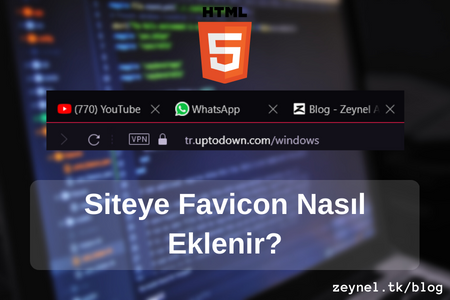 HTML
5
(770) YouTube
WhatsApp
Blog - Zeynel A
VPN
tr.uptodown.com/windows
Siteye Favicon Nasıl
Eklenir?
zeynel.tk/blog